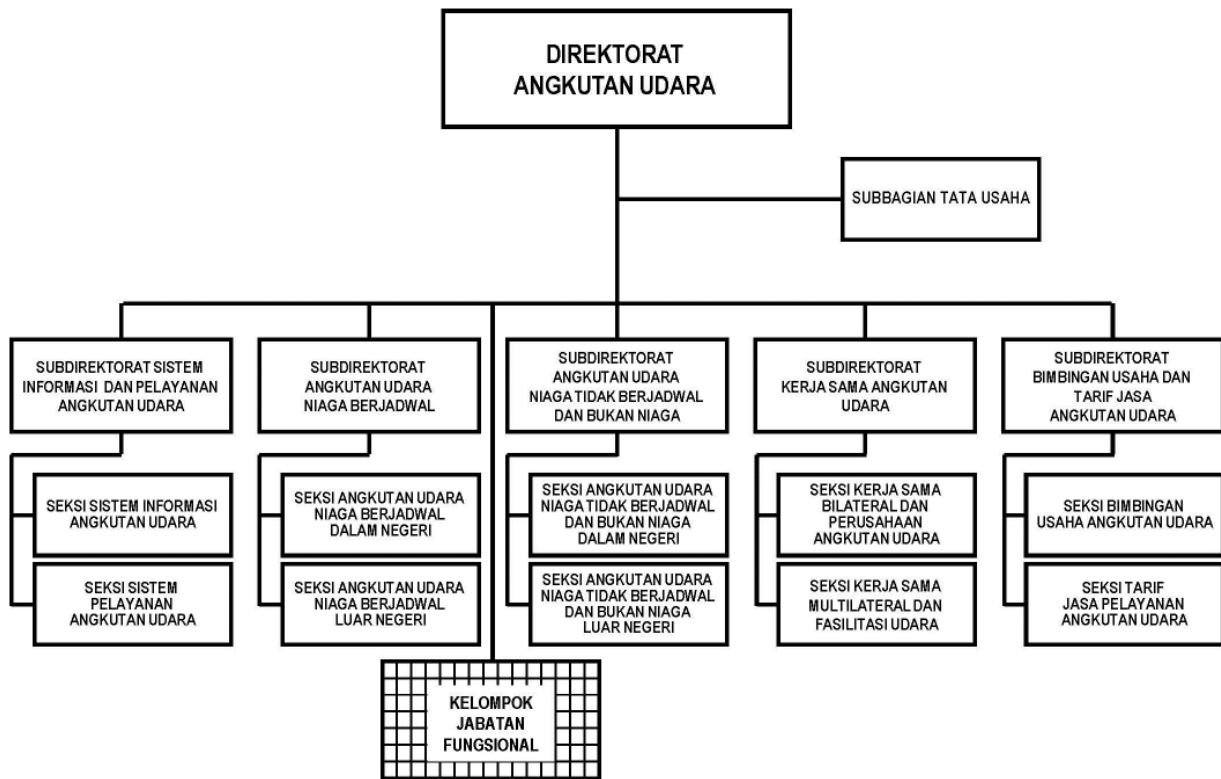 DIREKTORAT
ANGKUTAN UDARA
SUBBAGIAN TATA USAHA
SUBDIREKTORAT SISTEM
INFORMASI DAN PELAYANAN
ANGKUTAN UDARA
SUBDIREKTORAT
ANGKUTAN UDARA
NIAGA BERJADWAL
SUBDIREKTORAT
ANGKUTAN UDARA
NIAGA TIDAK BERJADWAL
DAN BUKAN NIAGA
SUBDIREKTORAT
KERJA SAMA ANGKUTAN
UDARA
SUBDIREKTORAT
BIMBINGAN USAHA DAN
TARIF JASA
ANGKUTAN UDARA
SEKSI SISTEM INFORMASI
ANGKUTAN UDARA
SEKSI ANGKUTAN UDARA
NIAGA BERJADWAL
DALAM NEGERI
SEKSI ANGKUTAN UDARA
NIAGA TIDAK BERJADWAL
DAN BUKAN NIAGA
DALAM NEGERI
SEKSI KERJA SAMA
BILATERAL DAN
PERUSAHAAN
ANGKUTAN UDARA
SEKSI BIMBINGAN
USAHA ANGKUTAN UDARA
SEKSI SISTEM
PELAYANAN
ANGKUTAN UDARA
SEKSI ANGKUTAN UDARA
NIAGA BERJADWAL
LUAR NEGERI
SEKSI ANGKUTAN UDARA
NIAGA TIDAK BERJADWAL
DAN BUKAN NIAGA
LUAR NEGERI
SEKSI KERJA SAMA
MULTILATERAL DAN
FASILITASI UDARA
SEKSI TARIF
JASA PELAYANAN
ANGKUTAN UDARA
KELOMPOK
JABATAN
FUNGSIONAL